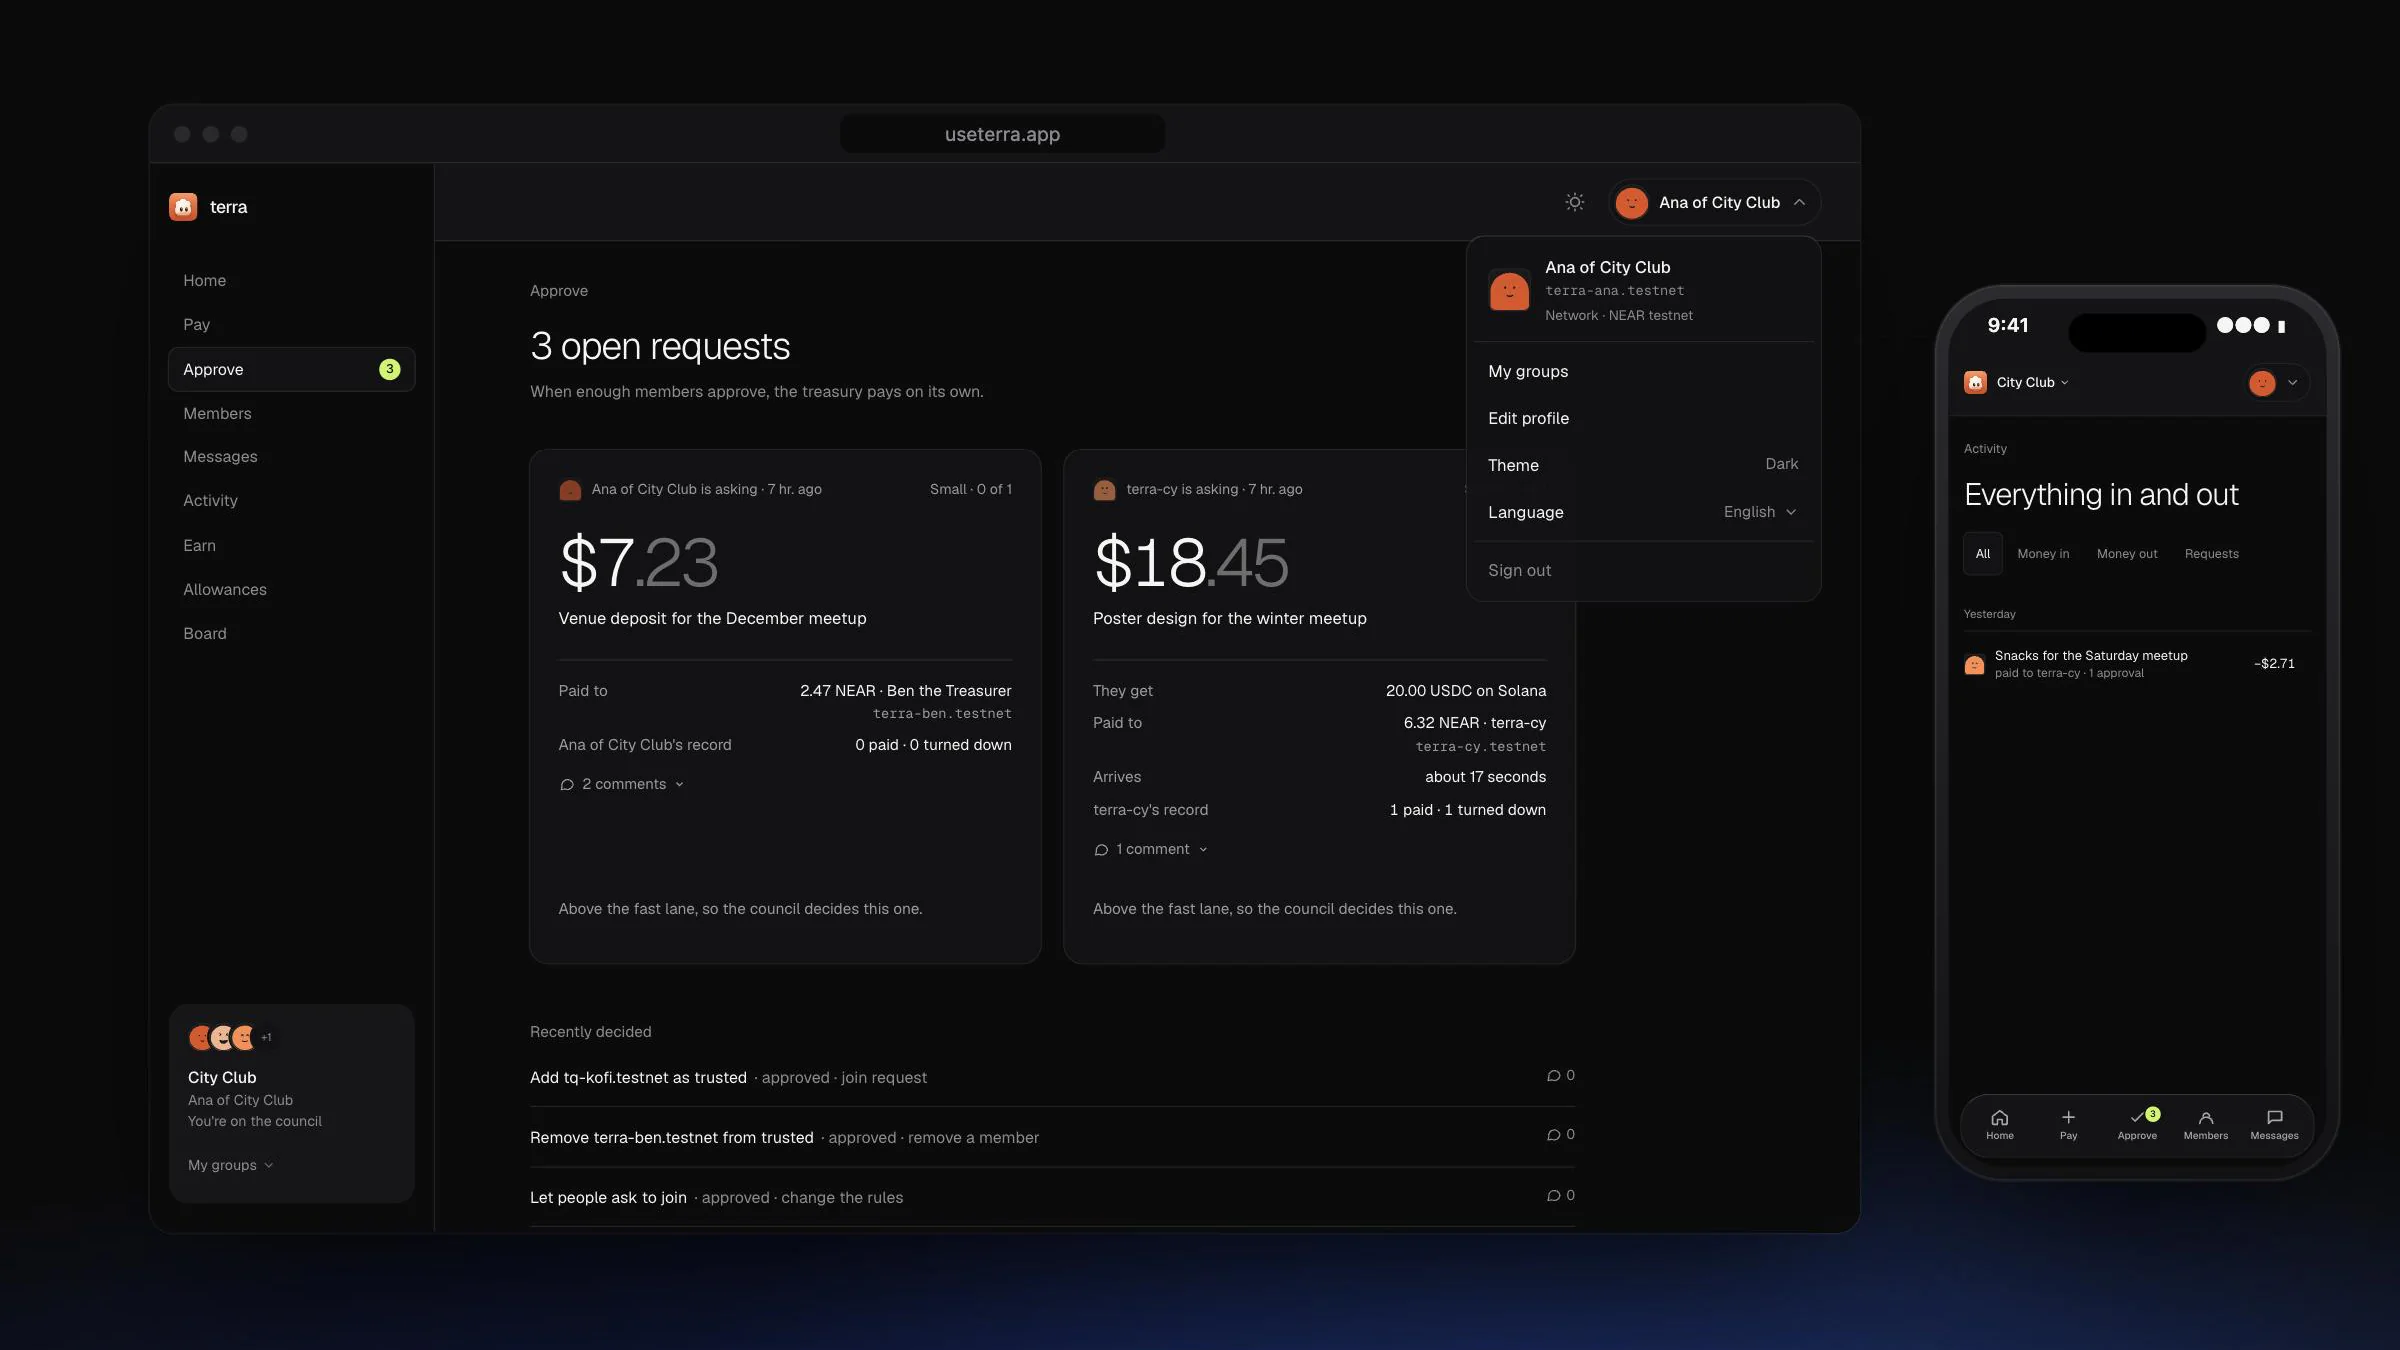 useterra.app
terra
Home
Pay
Approve 3
Members
Messages
Activity
Earn
Allowances
Board
+1
City Club
Ana of City Club
You're on the council
My groups
Ana of City Club
Ana of City Club
terra-ana.testnet
Network · NEAR testnet
My groups
Edit profile
Theme Dark
Language English
Sign out
Approve
3 open requests
When enough members approve, the treasury pays on its own.
Ana of City Club is asking · 7 hr. ago Small · 0 of 1
$7.23
Venue deposit for the December meetup
Paid to 2.47 NEAR · Ben the Treasurer
terra-ben.testnet
Ana of City Club's record 0 paid · 0 turned down
2 comments
Above the fast lane, so the council decides this one.
terra-cy is asking · 7 hr. ago
$18.45
Poster design for the winter meetup
They get 20.00 USDC on Solana
Paid to 6.32 NEAR · terra-cy
terra-cy.testnet
Arrives about 17 seconds
terra-cy's record 1 paid · 1 turned down
1 comment
Above the fast lane, so the council decides this one.
Recently decided
Add tq-kofi.testnet as trusted · approved · join request 0
Remove terra-ben.testnet from trusted · approved · remove a member 0
Let people ask to join · approved · change the rules 0
9:41
City Club
Activity
Everything in and out
All Money in Money out Requests
Yesterday
Snacks for the Saturday meetup −$2.71
paid to terra-cy · 1 approval
3
Home Pay Approve Members Messages